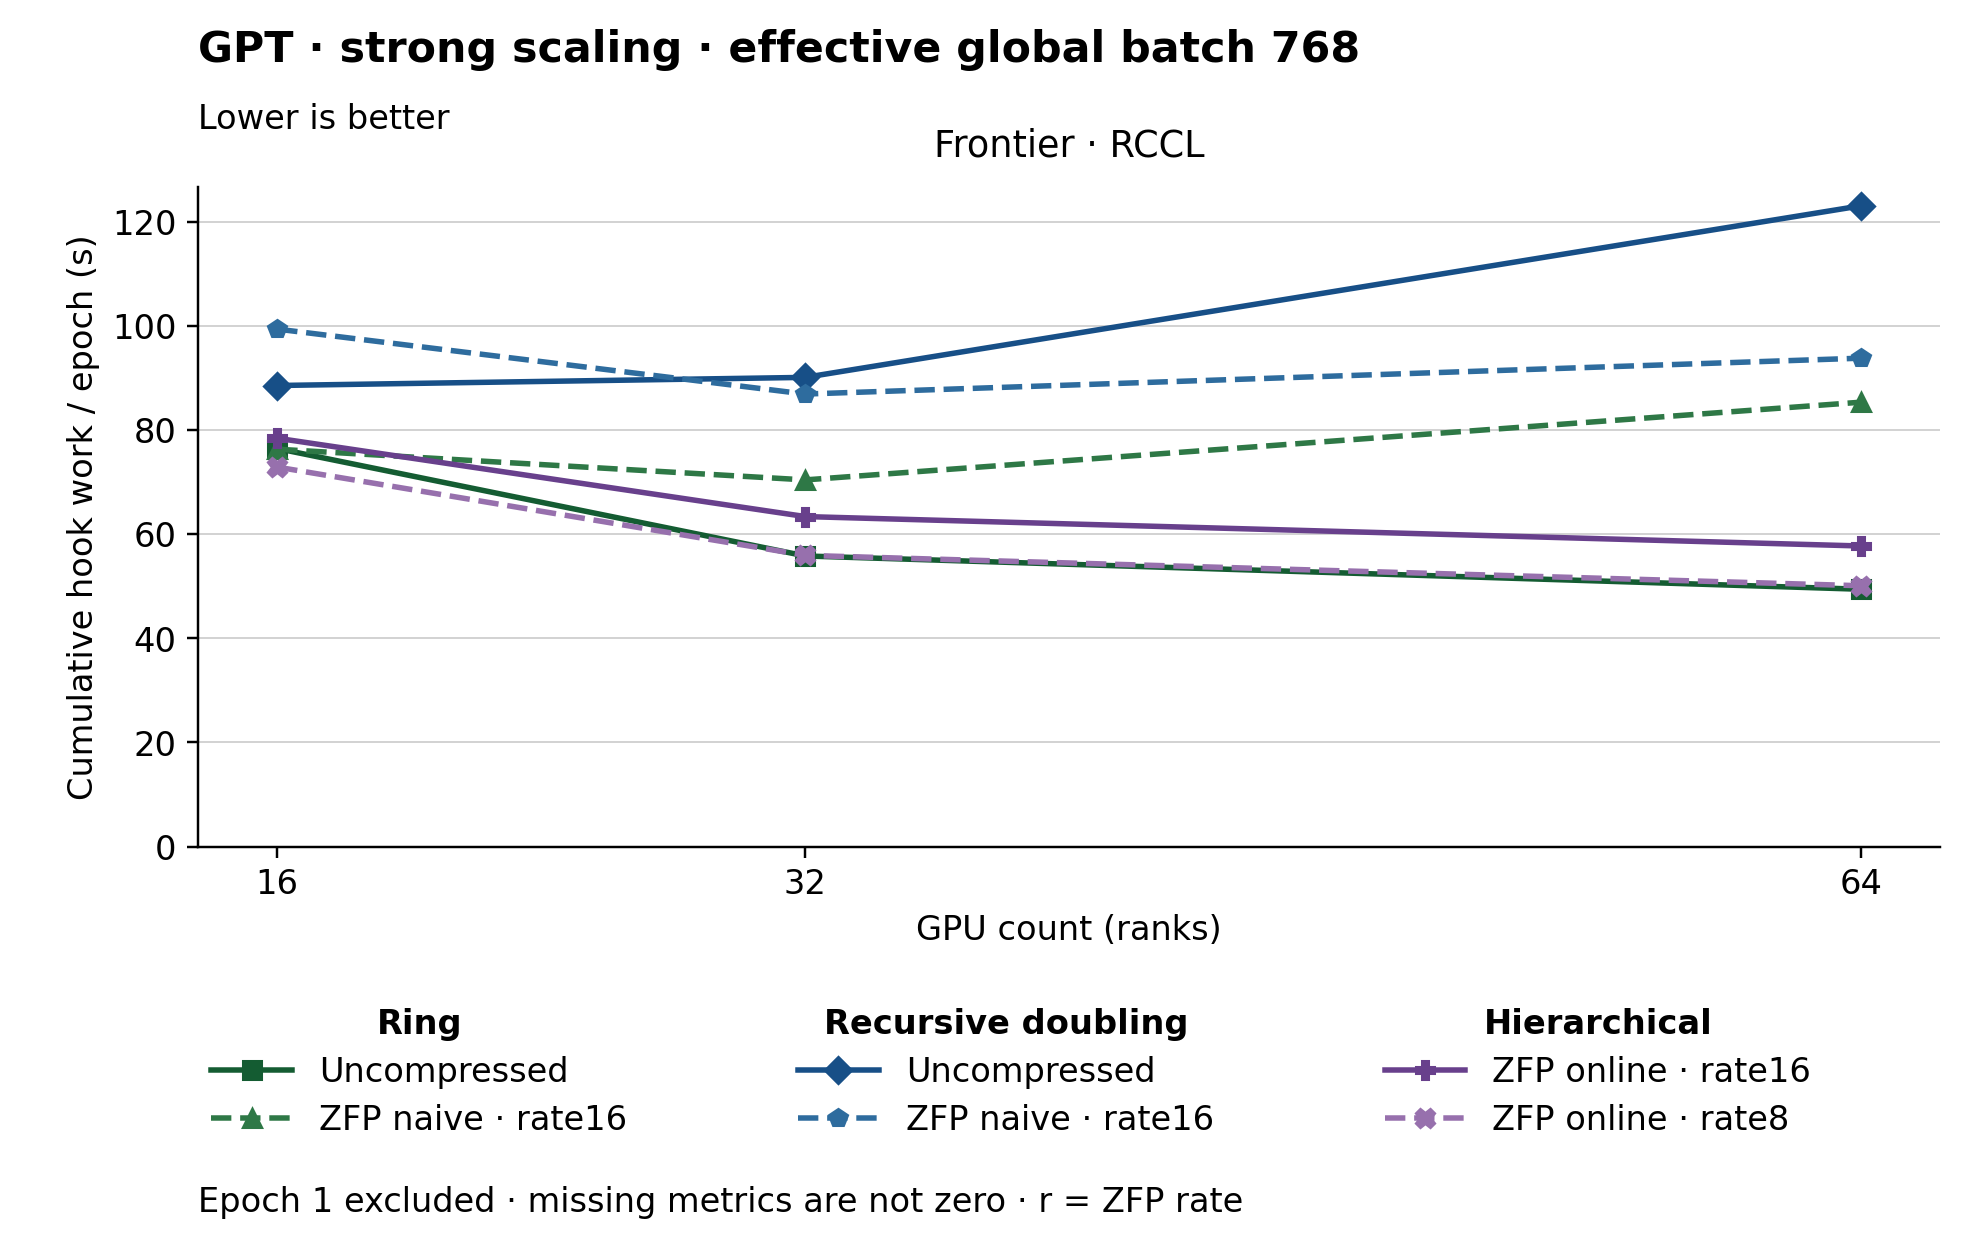 GPT · strong scaling · effective global batch 768
Lower is better
Frontier · RCCL
Cumulative hook work / epoch (s)
120
100
80
60
40
20
0
16
32
64
GPU count (ranks)
Ring
Uncompressed
ZFP naive · rate16
Recursive doubling
Uncompressed
ZFP naive · rate16
Hierarchical
ZFP online · rate16
ZFP online · rate8
Epoch 1 excluded · missing metrics are not zero · r = ZFP rate